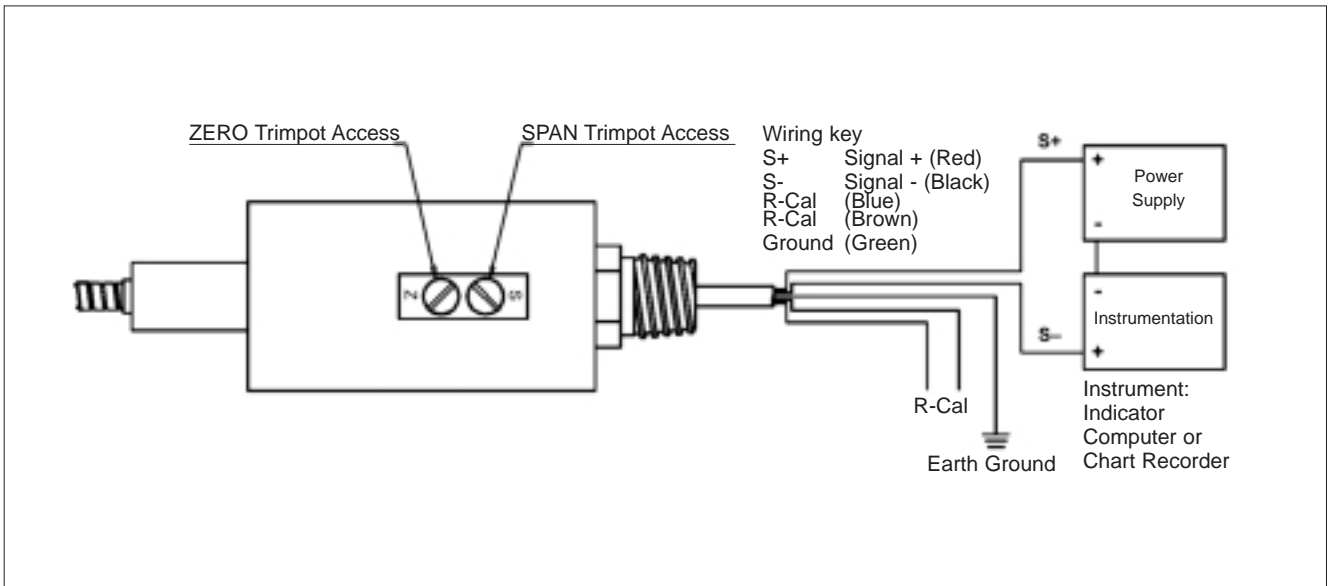 ZERO Trimpot Access
SPAN Trimpot Access
Wiring key
S+ Signal + (Red)
S- Signal - (Black)
R-Cal (Blue)
R-Cal (Brown)
Ground (Green)
Z
S
S+
+
Power
Supply
-
-
Instrumentation
S-
+
R-Cal
Earth Ground
Instrument:
Indicator
Computer or
Chart Recorder